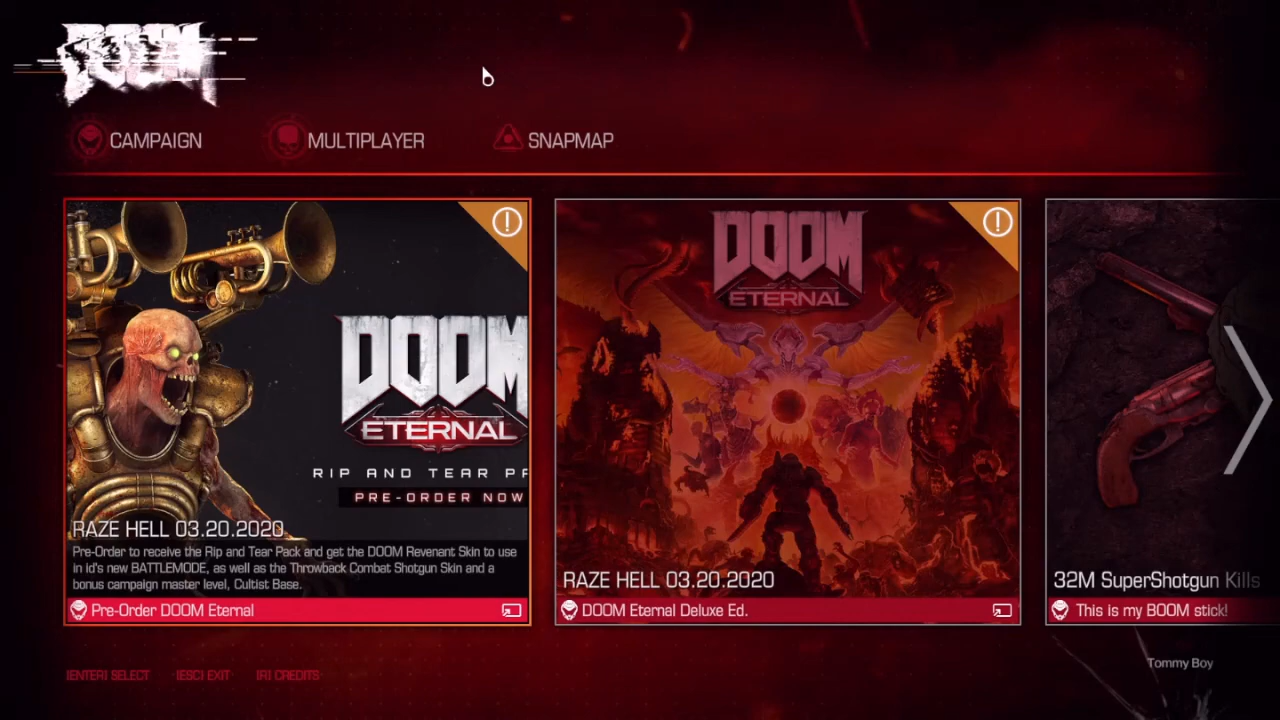 DOOM
CAMPAIGN
MULTIPLAYER
SNAPMAP
DOOM
ETERNAL
RIP AND TEAR PA
PRE-ORDER NOW
RAZE HELL 03.20.2020
Pre-Order to receive the Rip and Tear Pack and get the DOOM Revenant Skin to use
in id's new BATTLEMODE, as well as the Throwback Combat Shotgun Skin and a
bonus campaign master level, Cultist Base.
Pre-Order DOOM Eternal
DOOM
ETERNAL
RAZE HELL 03.20.2020
DOOM Eternal Deluxe Ed.
32M SuperShotgun Kills
This is my BOOM stick!
[ENTER] SELECT
[ESC] EXIT
[R] CREDITS
Tommy Boy